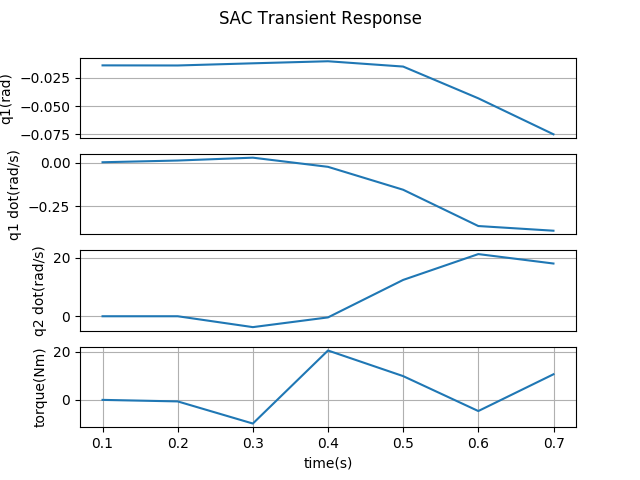 SAC Transient Response
q1(rad)
−0.025
−0.050
−0.075
q1 dot(rad/s)
0.00
−0.25
q2 dot(rad/s)
20
0
torque(Nm)
20
0
0.1 0.2 0.3 0.4 0.5 0.6 0.7
time(s)